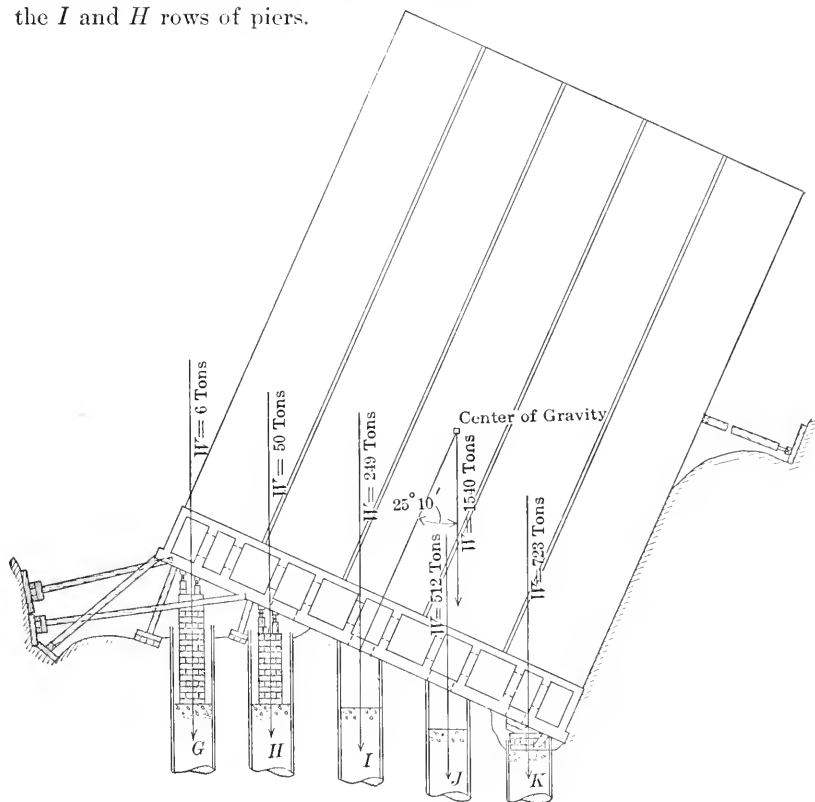 the I and H rows of piers.
Center of Gravity
W= 6 Tons
W= 50 Tons
W= 249 Tons
25°10′
W=1540 Tons
W=512 Tons
W=723 Tons
G
H
I
J
K